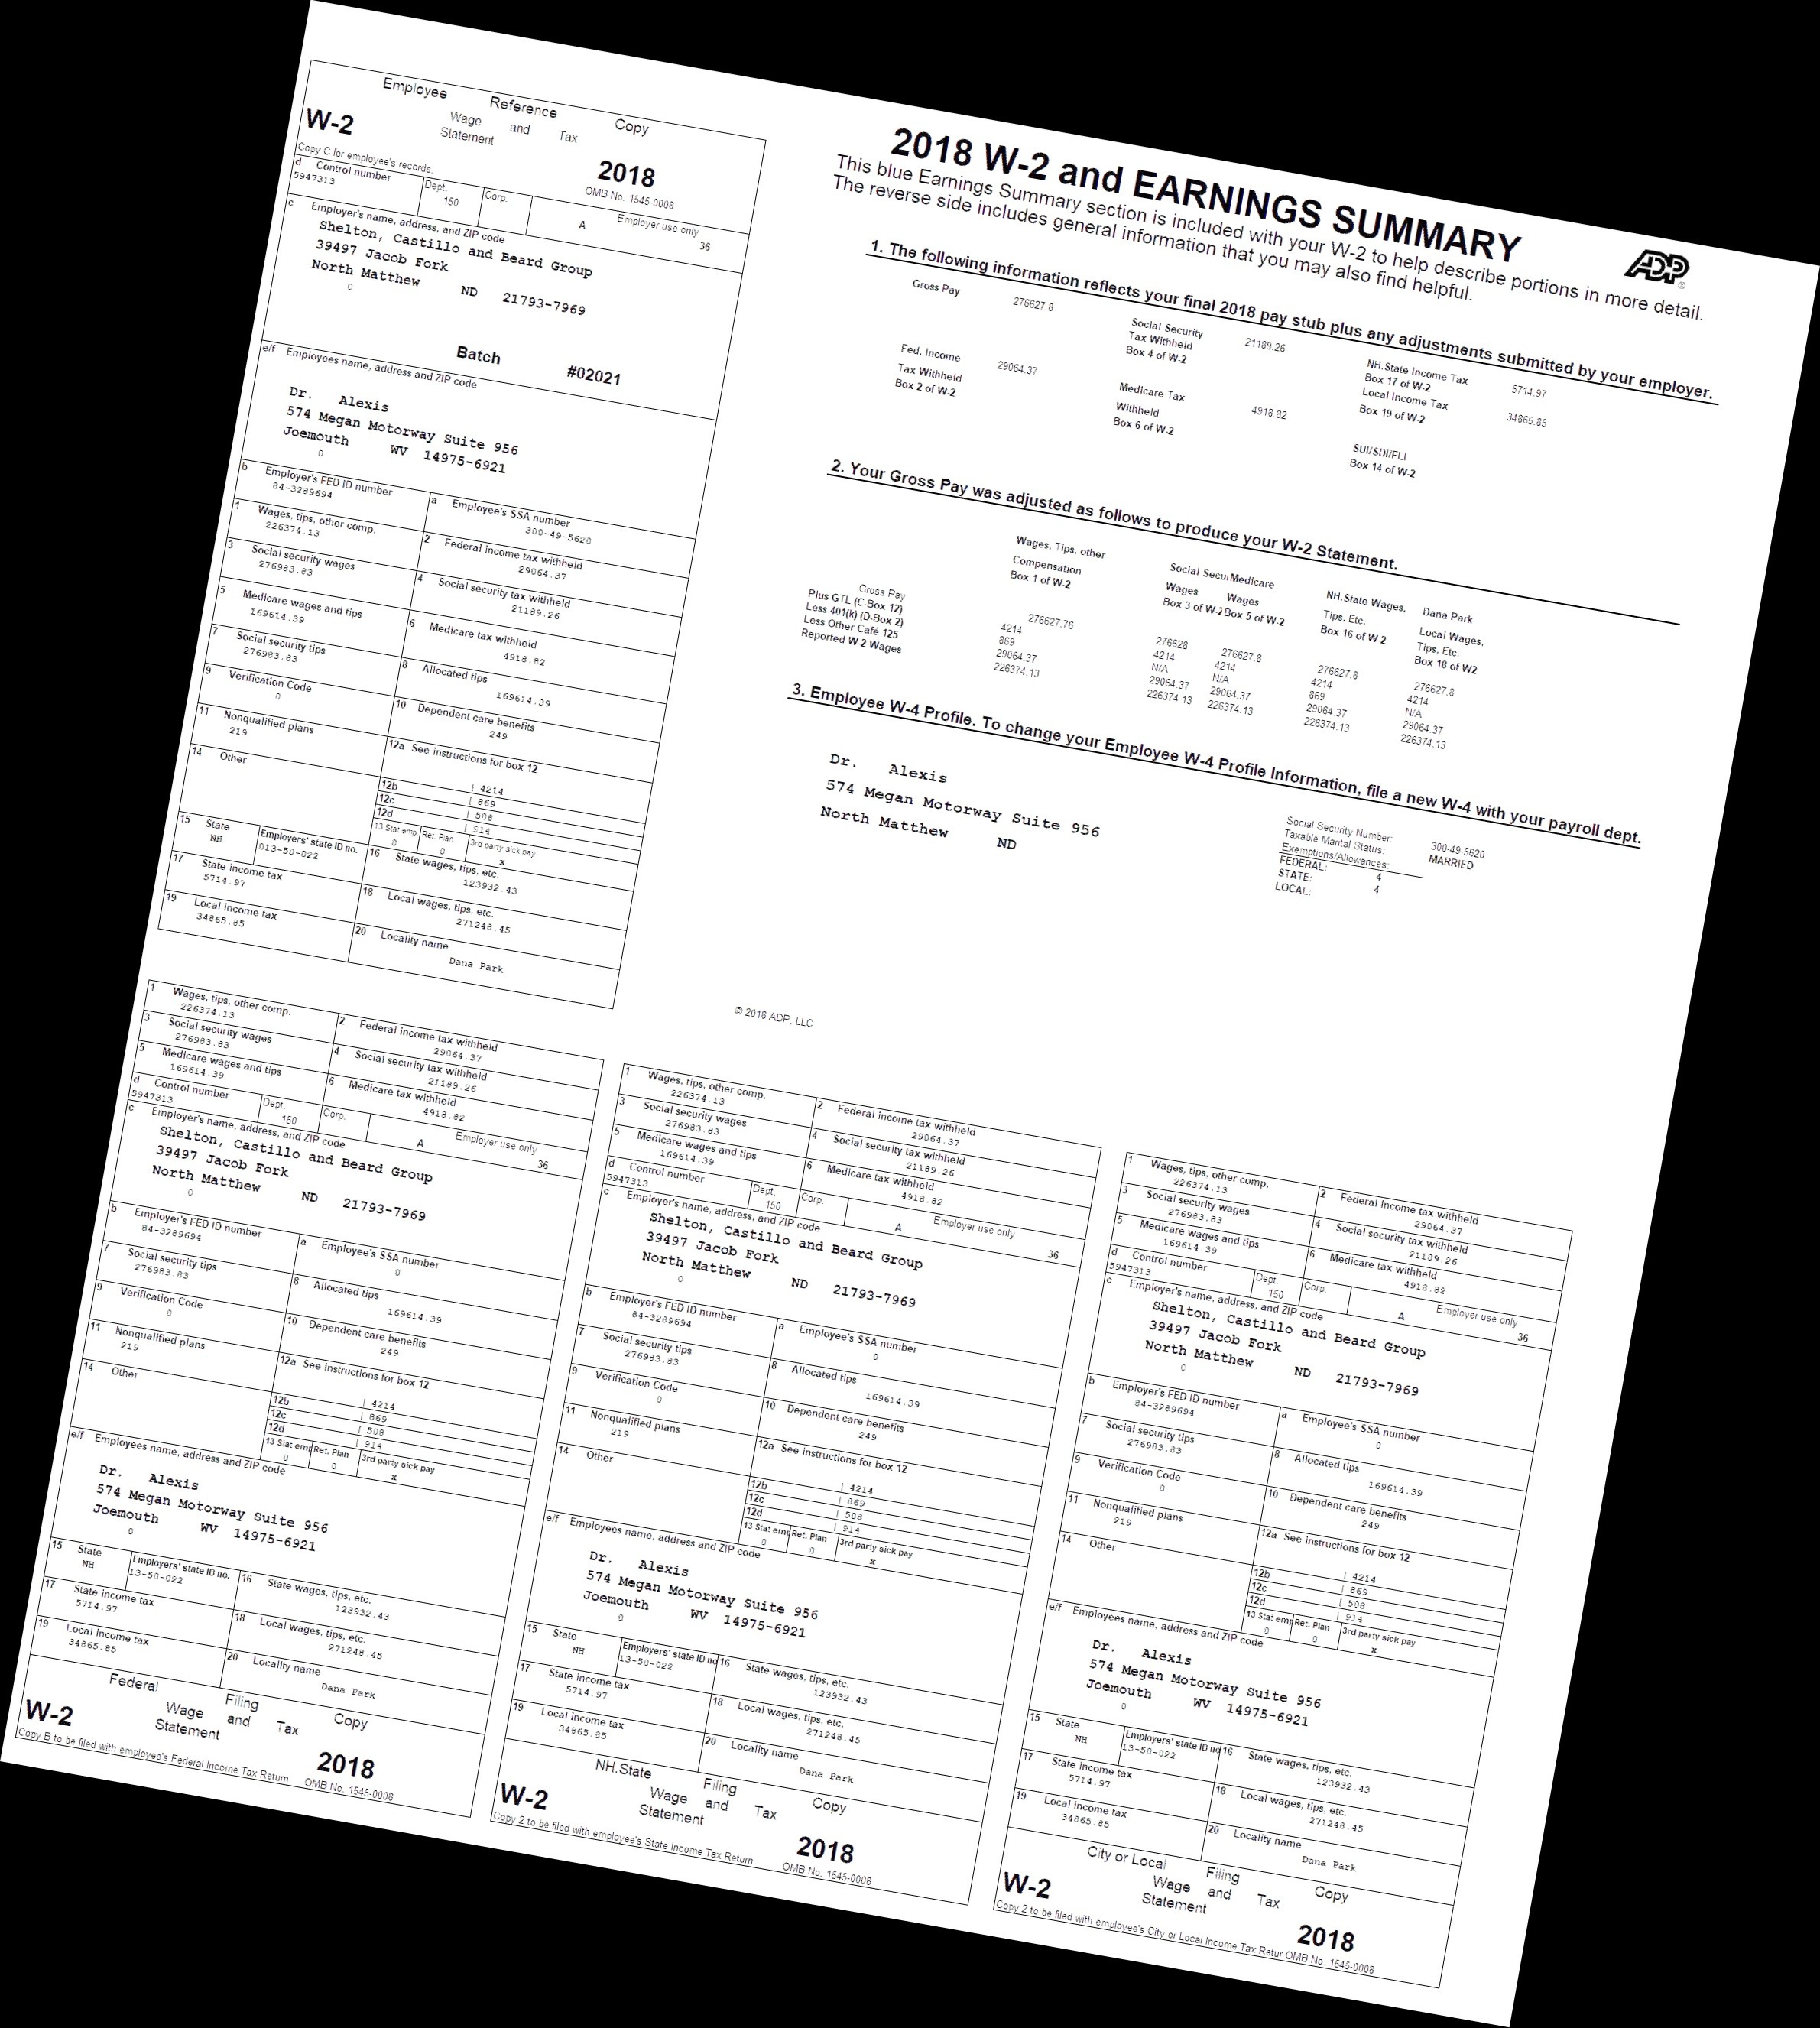 Employee Reference Copy
W-2 Wage and Tax Statement 2018
Copy C for employee's records. OMB No. 1545-0008
d Control number Dept. Corp. Employer use only
5947313 150 A 36
c Employer's name, address, and ZIP code
Shelton, Castillo and Beard Group
39497 Jacob Fork
North Matthew ND 21793-7969
0
Batch #02021
e/f Employees name, address and ZIP code
Dr. Alexis
574 Megan Motorway Suite 956
Joemouth WV 14975-6921
0
b Employer's FED ID number a Employee's SSA number
84-3289694 300-49-5620
1 Wages, tips, other comp. 2 Federal income tax withheld
226374.13 29064.37
3 Social security wages 4 Social security tax withheld
276983.83 21189.26
5 Medicare wages and tips 6 Medicare tax withheld
169614.39 4918.82
7 Social security tips 8 Allocated tips
276983.83 169614.39
9 Verification Code 10 Dependent care benefits
0 249
11 Nonqualified plans 12a See instructions for box 12
219
14 Other 12b | 4214
12c | 869
12d | 508
| 914
13 Stat emp Ret. Plan 3rd party sick pay
0 0 x
15 State Employers' state ID no. 16 State wages, tips, etc.
NH 013-50-022 123932.43
17 State income tax 18 Local wages, tips, etc.
5714.97 271248.45
19 Local income tax 20 Locality name
34865.85 Dana Park
2018 W-2 and EARNINGS SUMMARY
ADP®
This blue Earnings Summary section is included with your W-2 to help describe portions in more detail.
The reverse side includes general information that you may also find helpful.
1. The following information reflects your final 2018 pay stub plus any adjustments submitted by your employer.
Gross Pay 276627.8
Social Security
Tax Withheld 21189.26
Box 4 of W-2
NH.State Income Tax 5714.97
Box 17 of W-2
Fed. Income 29064.37
Tax Withheld
Box 2 of W-2
Medicare Tax 4918.82
Withheld
Box 6 of W-2
Local Income Tax 34865.85
Box 19 of W-2
SUI/SDI/FLI
Box 14 of W-2
2. Your Gross Pay was adjusted as follows to produce your W-2 Statement.
Wages, Tips, other Social Secu Medicare NH.State Wages, Dana Park
Compensation Wages Wages Tips, Etc. Local Wages,
Box 1 of W-2 Box 3 of W-2 Box 5 of W-2 Box 16 of W-2 Tips, Etc.
Box 18 of W2
Gross Pay 276627.76 276628 276627.8 276627.8 276627.8
Plus GTL (C-Box 12) 4214 4214 4214 4214 4214
Less 401(k) (D-Box 2) 869 N/A N/A 869 N/A
Less Other Café 125 29064.37 29064.37 29064.37 29064.37 29064.37
Reported W-2 Wages 226374.13 226374.13 226374.13 226374.13 226374.13
3. Employee W-4 Profile. To change your Employee W-4 Profile Information, file a new W-4 with your payroll dept.
Dr. Alexis
574 Megan Motorway Suite 956
North Matthew ND
Social Security Number: 300-49-5620
Taxable Marital Status: MARRIED
Exemptions/Allowances:
FEDERAL: 4
STATE: 4
LOCAL:
© 2018 ADP, LLC
1 Wages, tips, other comp. 2 Federal income tax withheld
226374.13 29064.37
3 Social security wages 4 Social security tax withheld
276983.83 21189.26
5 Medicare wages and tips 6 Medicare tax withheld
169614.39 4918.82
d Control number Dept. Corp. Employer use only
5947313 150 A 36
c Employer's name, address, and ZIP code
Shelton, Castillo and Beard Group
39497 Jacob Fork
North Matthew ND 21793-7969
0
b Employer's FED ID number a Employee's SSA number
84-3289694 0
7 Social security tips 8 Allocated tips
276983.83 169614.39
9 Verification Code 10 Dependent care benefits
0 249
11 Nonqualified plans 12a See instructions for box 12
219
14 Other 12b | 4214
12c | 869
12d | 508
| 914
13 Stat emp Ret. Plan 3rd party sick pay
0 0 x
e/f Employees name, address and ZIP code
Dr. Alexis
574 Megan Motorway Suite 956
Joemouth WV 14975-6921
0
15 State Employers' state ID no. 16 State wages, tips, etc.
NH 13-50-022 123932.43
17 State income tax 18 Local wages, tips, etc.
5714.97 271248.45
19 Local income tax 20 Locality name
34865.85 Dana Park
Federal Filing Copy
W-2 Wage and Tax Statement 2018
Copy B to be filed with employee's Federal Income Tax Return OMB No. 1545-0008
1 Wages, tips, other comp. 2 Federal income tax withheld
226374.13 29064.37
3 Social security wages 4 Social security tax withheld
276983.83 21189.26
5 Medicare wages and tips 6 Medicare tax withheld
169614.39 4918.82
d Control number Dept. Corp. Employer use only
5947313 150 A 36
c Employer's name, address, and ZIP code
Shelton, Castillo and Beard Group
39497 Jacob Fork
North Matthew ND 21793-7969
0
b Employer's FED ID number a Employee's SSA number
84-3289694 0
7 Social security tips 8 Allocated tips
276983.83 169614.39
9 Verification Code 10 Dependent care benefits
0 249
11 Nonqualified plans 12a See instructions for box 12
219
14 Other 12b | 4214
12c | 869
12d | 508
| 914
13 Stat emp Ret. Plan 3rd party sick pay
0 0 x
e/f Employees name, address and ZIP code
Dr. Alexis
574 Megan Motorway Suite 956
Joemouth WV 14975-6921
0
15 State Employers' state ID no 16 State wages, tips, etc.
NH 13-50-022 123932.43
17 State income tax 18 Local wages, tips, etc.
5714.97 271248.45
19 Local income tax 20 Locality name
34865.85 Dana Park
NH.State Filing Copy
W-2 Wage and Tax Statement 2018
Copy 2 to be filed with employee's State Income Tax Return OMB No. 1545-0008
1 Wages, tips, other comp. 2 Federal income tax withheld
226374.13 29064.37
3 Social security wages 4 Social security tax withheld
276983.83 21189.26
5 Medicare wages and tips 6 Medicare tax withheld
169614.39 4918.82
d Control number Dept. Corp. Employer use only
5947313 150 A 36
c Employer's name, address, and ZIP code
Shelton, Castillo and Beard Group
39497 Jacob Fork
North Matthew ND 21793-7969
0
b Employer's FED ID number a Employee's SSA number
84-3289694 0
7 Social security tips 8 Allocated tips
276983.83 169614.39
9 Verification Code 10 Dependent care benefits
0 249
11 Nonqualified plans 12a See instructions for box 12
219
14 Other 12b | 4214
12c | 869
12d | 508
| 914
13 Stat emp Ret. Plan 3rd party sick pay
0 0 x
e/f Employees name, address and ZIP code
Dr. Alexis
574 Megan Motorway Suite 956
Joemouth WV 14975-6921
0
15 State Employers' state ID no 16 State wages, tips, etc.
NH 13-50-022 123932.43
17 State income tax 18 Local wages, tips, etc.
5714.97 271248.45
19 Local income tax 20 Locality name
34865.85 Dana Park
City or Local Filing Copy
W-2 Wage and Tax Statement 2018
Copy 2 to be filed with employee's City or Local Income Tax Retur OMB No. 1545-0008